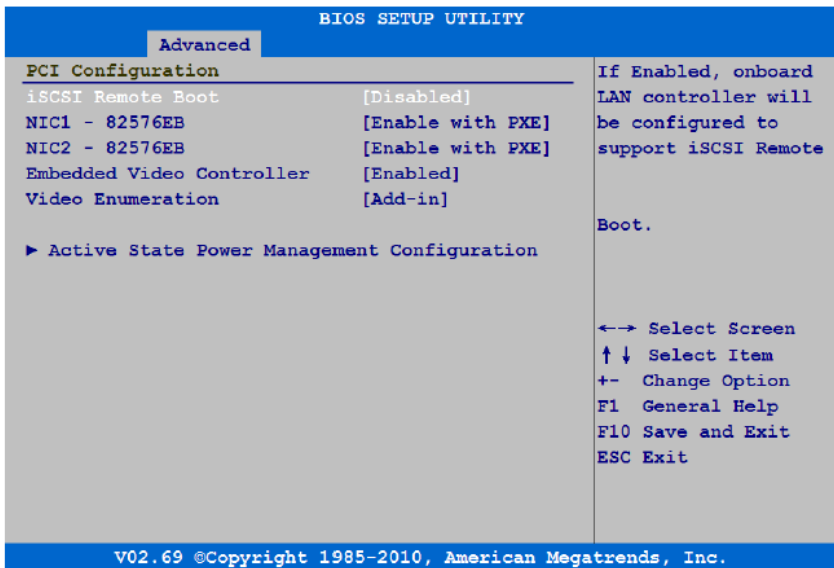 BIOS SETUP UTILITY
Advanced
PCI Configuration
iSCSI Remote Boot [Disabled]
NIC1 - 82576EB [Enable with PXE]
NIC2 - 82576EB [Enable with PXE]
Embedded Video Controller [Enabled]
Video Enumeration [Add-in]
► Active State Power Management Configuration
If Enabled, onboard
LAN controller will
be configured to
support iSCSI Remote
Boot.
←→ Select Screen
↑↓ Select Item
+- Change Option
F1 General Help
F10 Save and Exit
ESC Exit
V02.69 ©Copyright 1985-2010, American Megatrends, Inc.